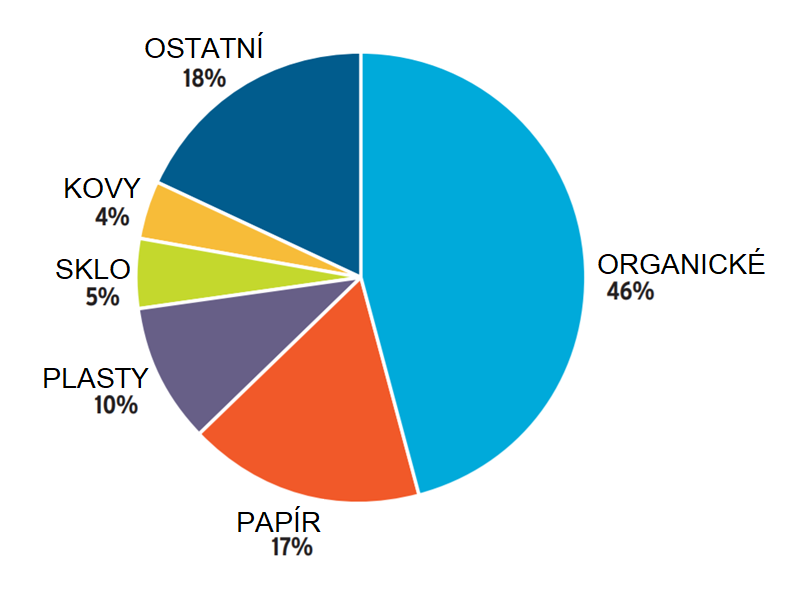 OSTATNÍ
18%
KOVY
4%
SKLO
5%
ORGANICKÉ
46%
PLASTY
10%
PAPÍR
17%